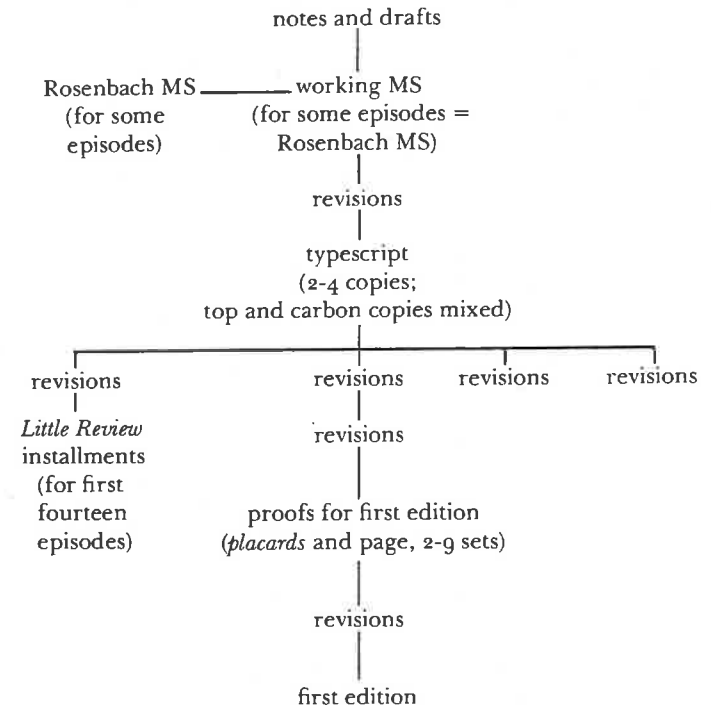 notes and drafts
Rosenbach MS
(for some
episodes)
working MS
(for some episodes =
Rosenbach MS)
revisions
typescript
(2-4 copies;
top and carbon copies mixed)
revisions
revisions
revisions
revisions
Little Review
installments
(for first
fourteen
episodes)
revisions
proofs for first edition
(placards and page, 2-9 sets)
revisions
first edition